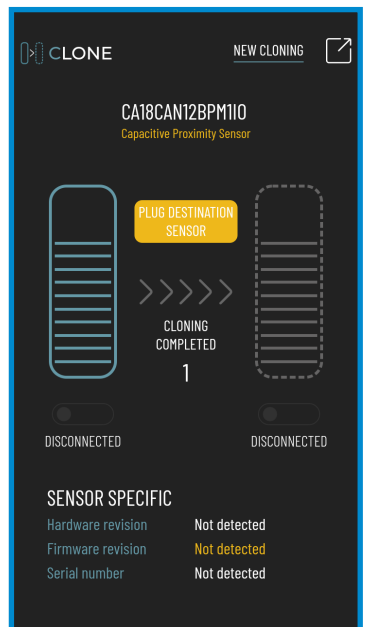 CLONE
NEW CLONING
CA18CAN12BPM1IO
Capacitive Proximity Sensor
PLUG DESTINATION
SENSOR
CLONING
COMPLETED
1
DISCONNECTED
DISCONNECTED
SENSOR SPECIFIC
Hardware revision Not detected
Firmware revision Not detected
Serial number Not detected